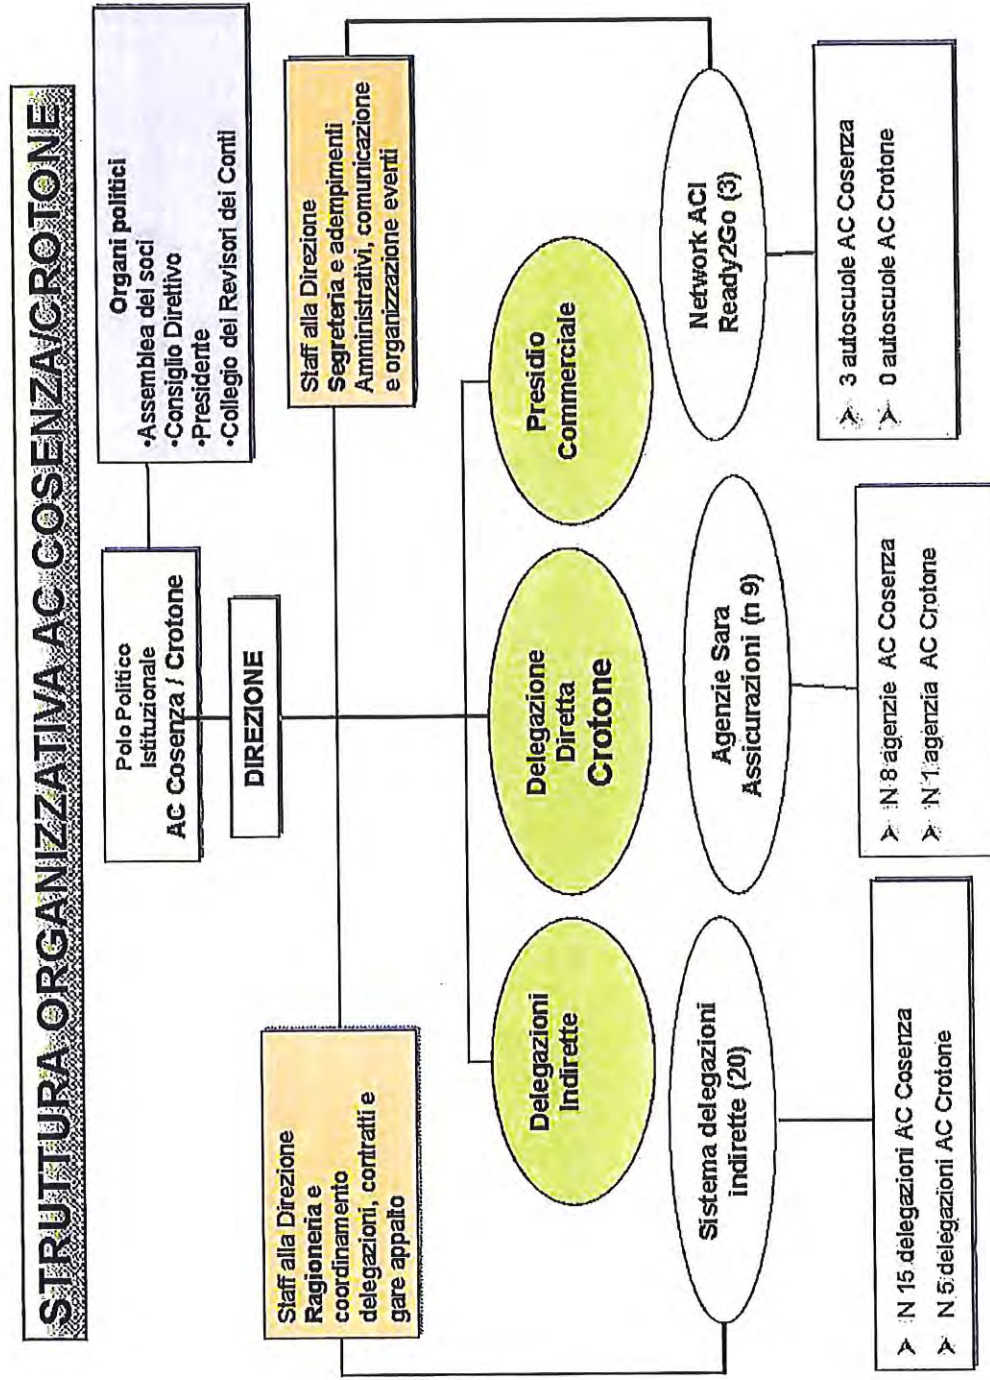 STRUTTURA ORGANIZZATIVA AC COSENZA/CROTONE
Polo Politico
Istituzionale
AC Cosenza / Crotone
Organi politici
•Assemblea dei soci
•Consiglio Direttivo
•Presidente
•Collegio dei Revisori dei Conti
DIREZIONE
Staff alla Direzione
Ragioneria e
coordinamento
delegazioni, contratti e
gare appalto
Staff alla Direzione
Segreteria e adempimenti
Amministrativi, comunicazione
e organizzazione eventi
Delegazioni
Indirette
Delegazione
Diretta
Crotone
Presidio
Commerciale
Sistema delegazioni
indirette (20)
Agenzie Sara
Assicurazioni (n 9)
Network ACI
Ready2Go (3)
➢ N 15 delegazioni AC Cosenza
➢ N 5 delegazioni AC Crotone
➢ N 8 agenzie AC Cosenza
➢ N 1 agenzia AC Crotone
➢ 3 autoscuole AC Cosenza
➢ 0 autoscuole AC Crotone